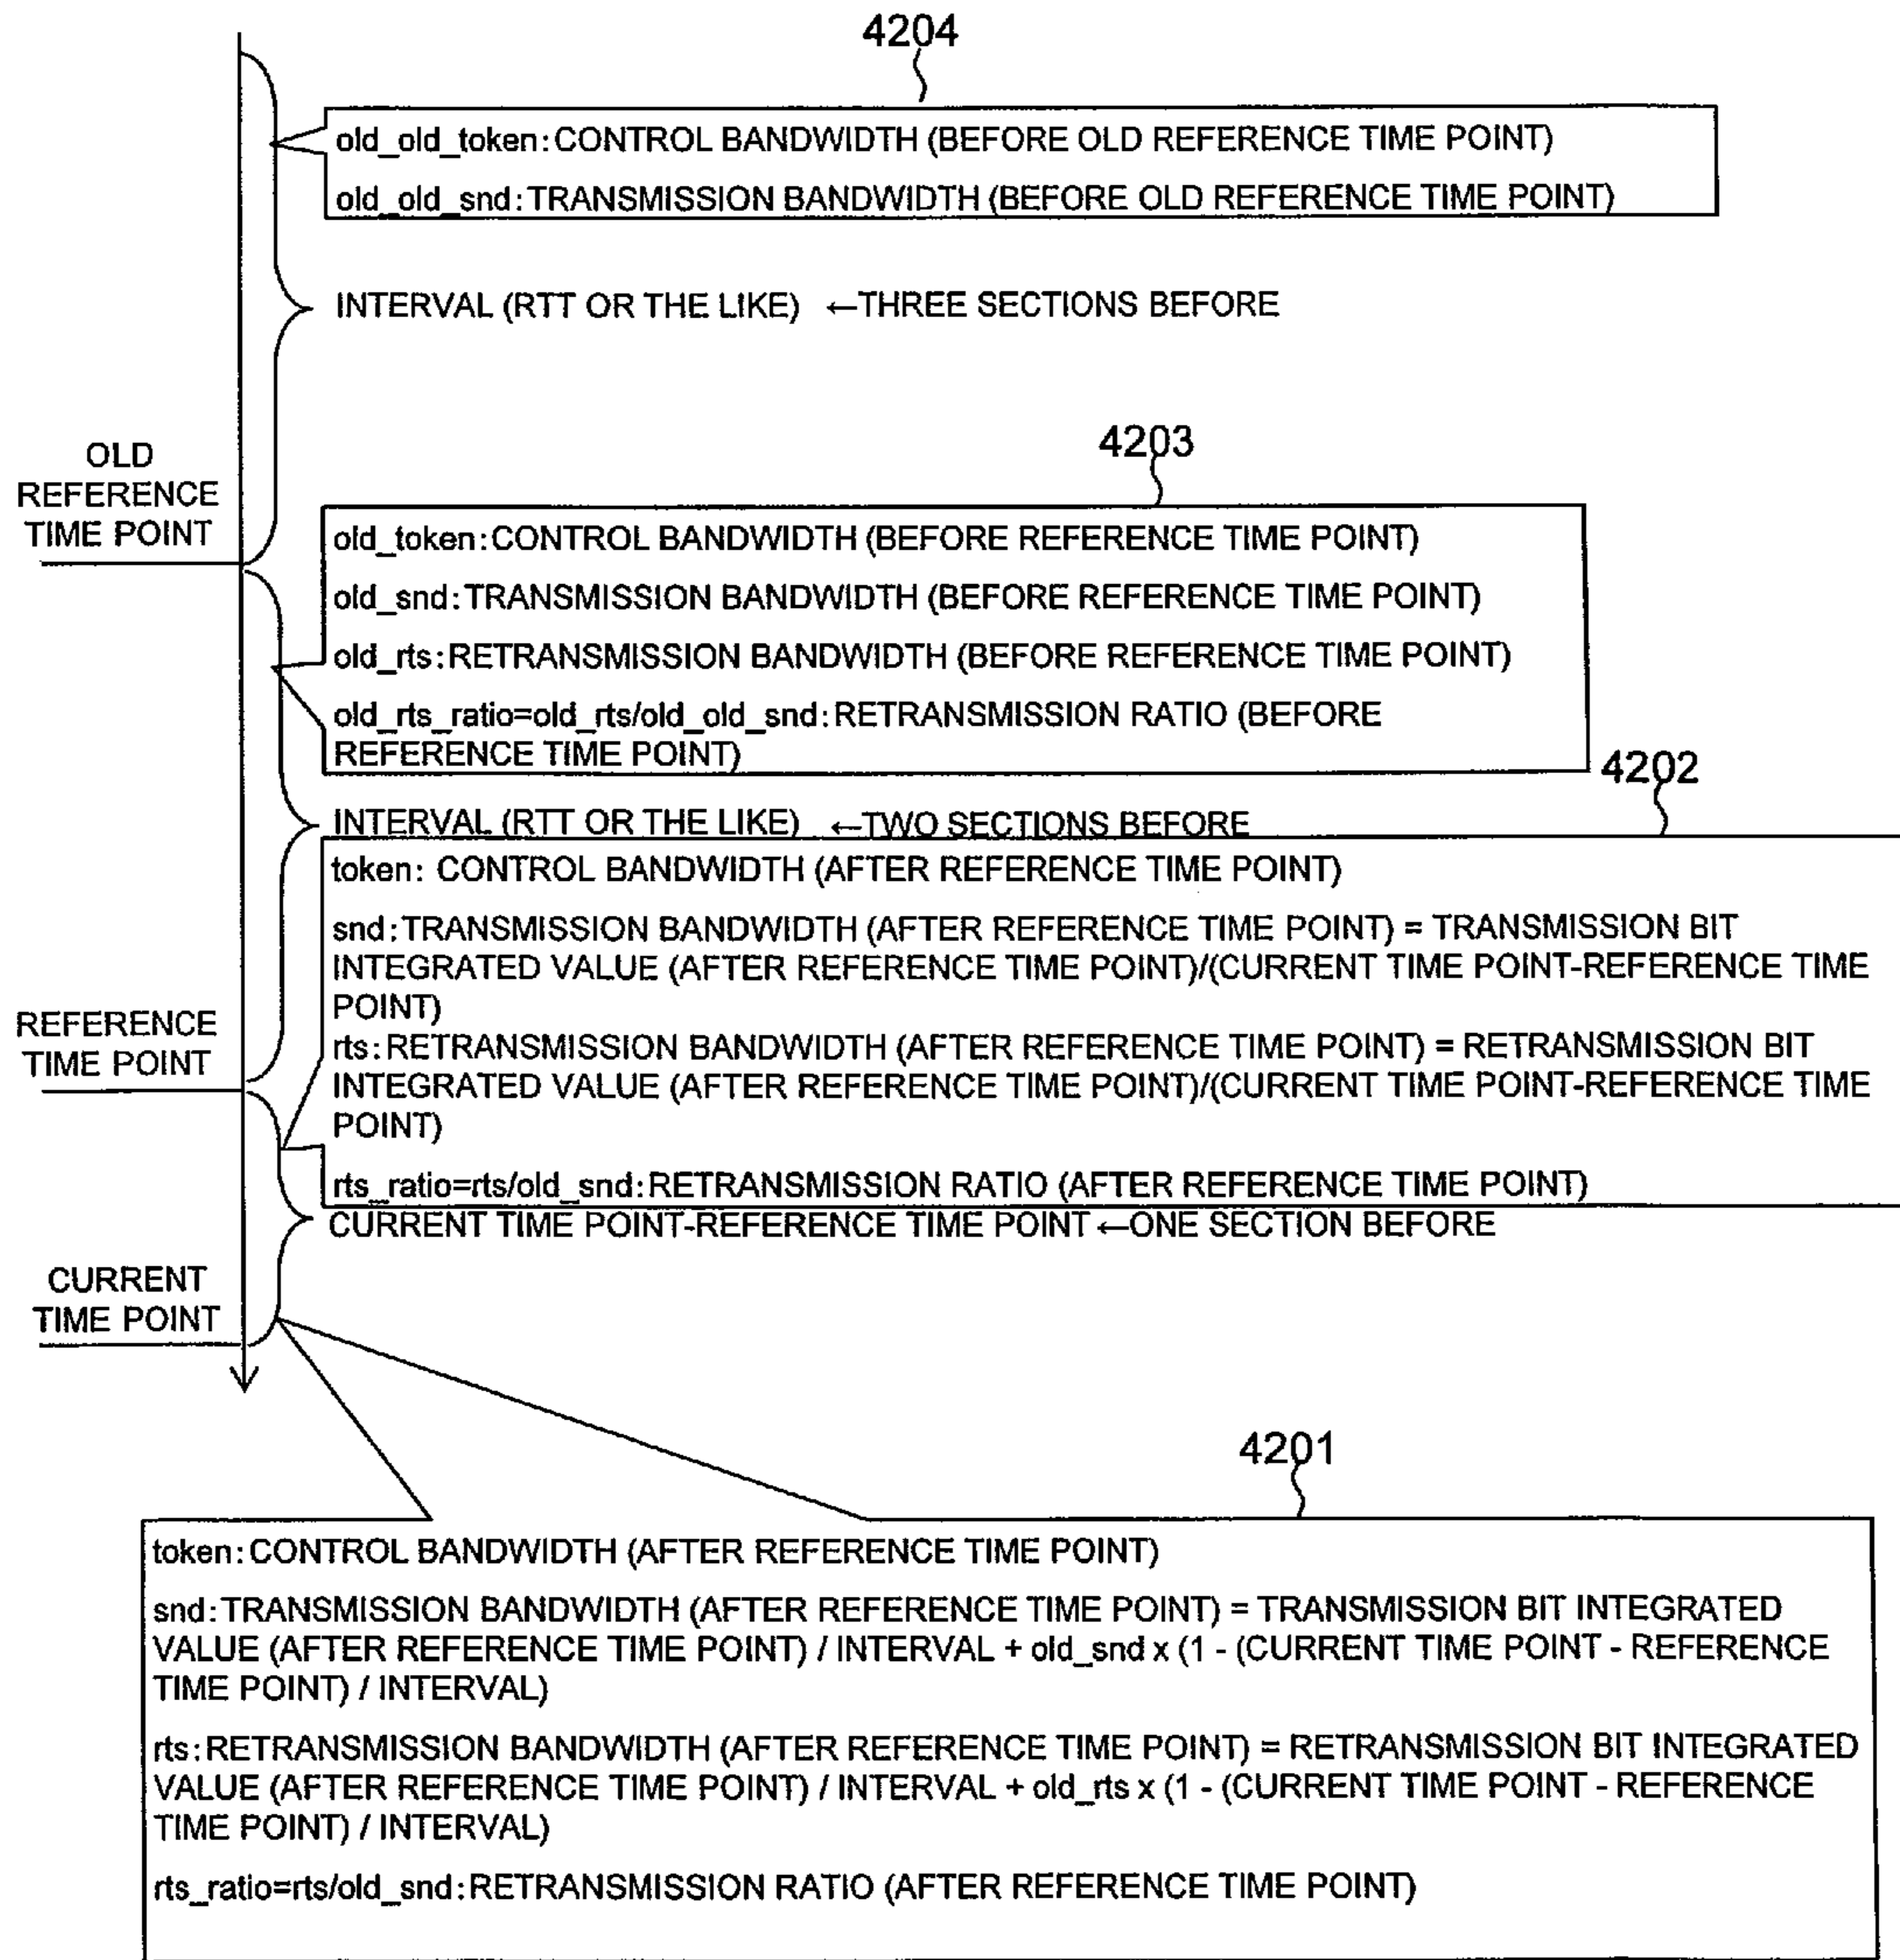 4204
old_old_token:CONTROL BANDWIDTH (BEFORE OLD REFERENCE TIME POINT)
old_old_snd:TRANSMISSION BANDWIDTH (BEFORE OLD REFERENCE TIME POINT)
INTERVAL (RTT OR THE LIKE) ←THREE SECTIONS BEFORE
OLD
REFERENCE
TIME POINT
4203
old_token:CONTROL BANDWIDTH (BEFORE REFERENCE TIME POINT)
old_snd:TRANSMISSION BANDWIDTH (BEFORE REFERENCE TIME POINT)
old_rts:RETRANSMISSION BANDWIDTH (BEFORE REFERENCE TIME POINT)
old_rts_ratio=old_rts/old_old_snd:RETRANSMISSION RATIO (BEFORE
REFERENCE TIME POINT)
INTERVAL (RTT OR THE LIKE) ←TWO SECTIONS BEFORE
4202
token: CONTROL BANDWIDTH (AFTER REFERENCE TIME POINT)
snd:TRANSMISSION BANDWIDTH (AFTER REFERENCE TIME POINT) = TRANSMISSION BIT
INTEGRATED VALUE (AFTER REFERENCE TIME POINT)/(CURRENT TIME POINT-REFERENCE TIME
POINT)
REFERENCE
TIME POINT
rts:RETRANSMISSION BANDWIDTH (AFTER REFERENCE TIME POINT) = RETRANSMISSION BIT
INTEGRATED VALUE (AFTER REFERENCE TIME POINT)/(CURRENT TIME POINT-REFERENCE TIME
POINT)
rts_ratio=rts/old_snd:RETRANSMISSION RATIO (AFTER REFERENCE TIME POINT)
CURRENT TIME POINT-REFERENCE TIME POINT ←ONE SECTION BEFORE
CURRENT
TIME POINT
4201
token:CONTROL BANDWIDTH (AFTER REFERENCE TIME POINT)
snd:TRANSMISSION BANDWIDTH (AFTER REFERENCE TIME POINT) = TRANSMISSION BIT INTEGRATED
VALUE (AFTER REFERENCE TIME POINT) / INTERVAL + old_snd x (1 - (CURRENT TIME POINT - REFERENCE
TIME POINT) / INTERVAL)
rts:RETRANSMISSION BANDWIDTH (AFTER REFERENCE TIME POINT) = RETRANSMISSION BIT INTEGRATED
VALUE (AFTER REFERENCE TIME POINT) / INTERVAL + old_rts x (1 - (CURRENT TIME POINT - REFERENCE
TIME POINT) / INTERVAL)
rts_ratio=rts/old_snd:RETRANSMISSION RATIO (AFTER REFERENCE TIME POINT)